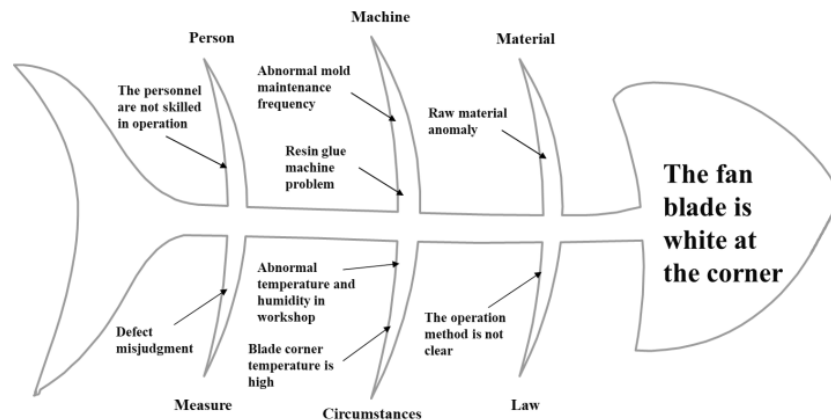 Machine
Person
Material
Abnormal mold
maintenance
frequency
The personnel
are not skilled
in operation
Raw material
anomaly
Resin glue
machine
problem
The fan
blade is
white at
the corner
Abnormal
temperature and
humidity in
workshop
Defect
misjudgment
The operation
method is not
clear
Blade corner
temperature is
high
Measure
Circumstances
Law